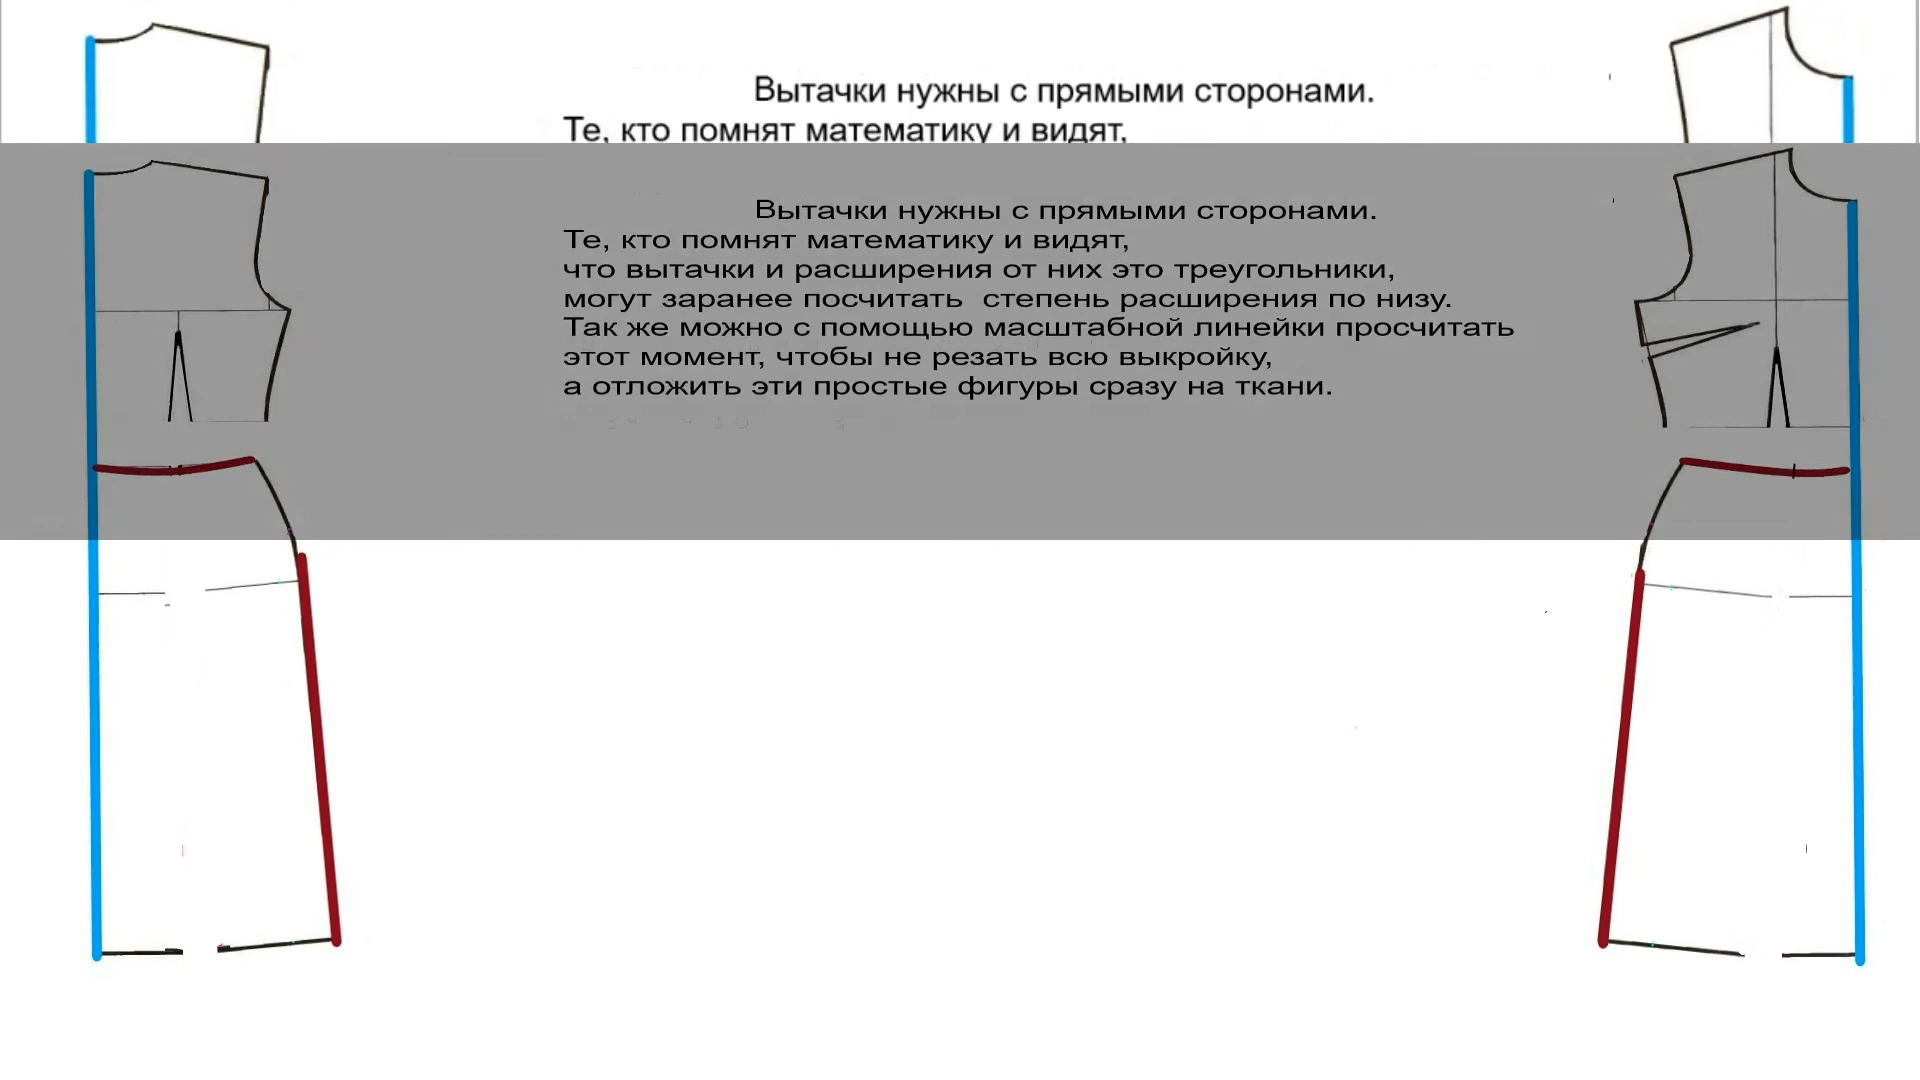 Вытачки нужны с прямыми сторонами.
Те, кто помнят математику и видят,
Вытачки нужны с прямыми сторонами.
Те, кто помнят математику и видят,
что вытачки и расширения от них это треугольники,
могут заранее посчитать  степень расширения по низу.
Так же можно с помощью масштабной линейки просчитать
этот момент, чтобы не резать всю выкройку,
а отложить эти простые фигуры сразу на ткани.